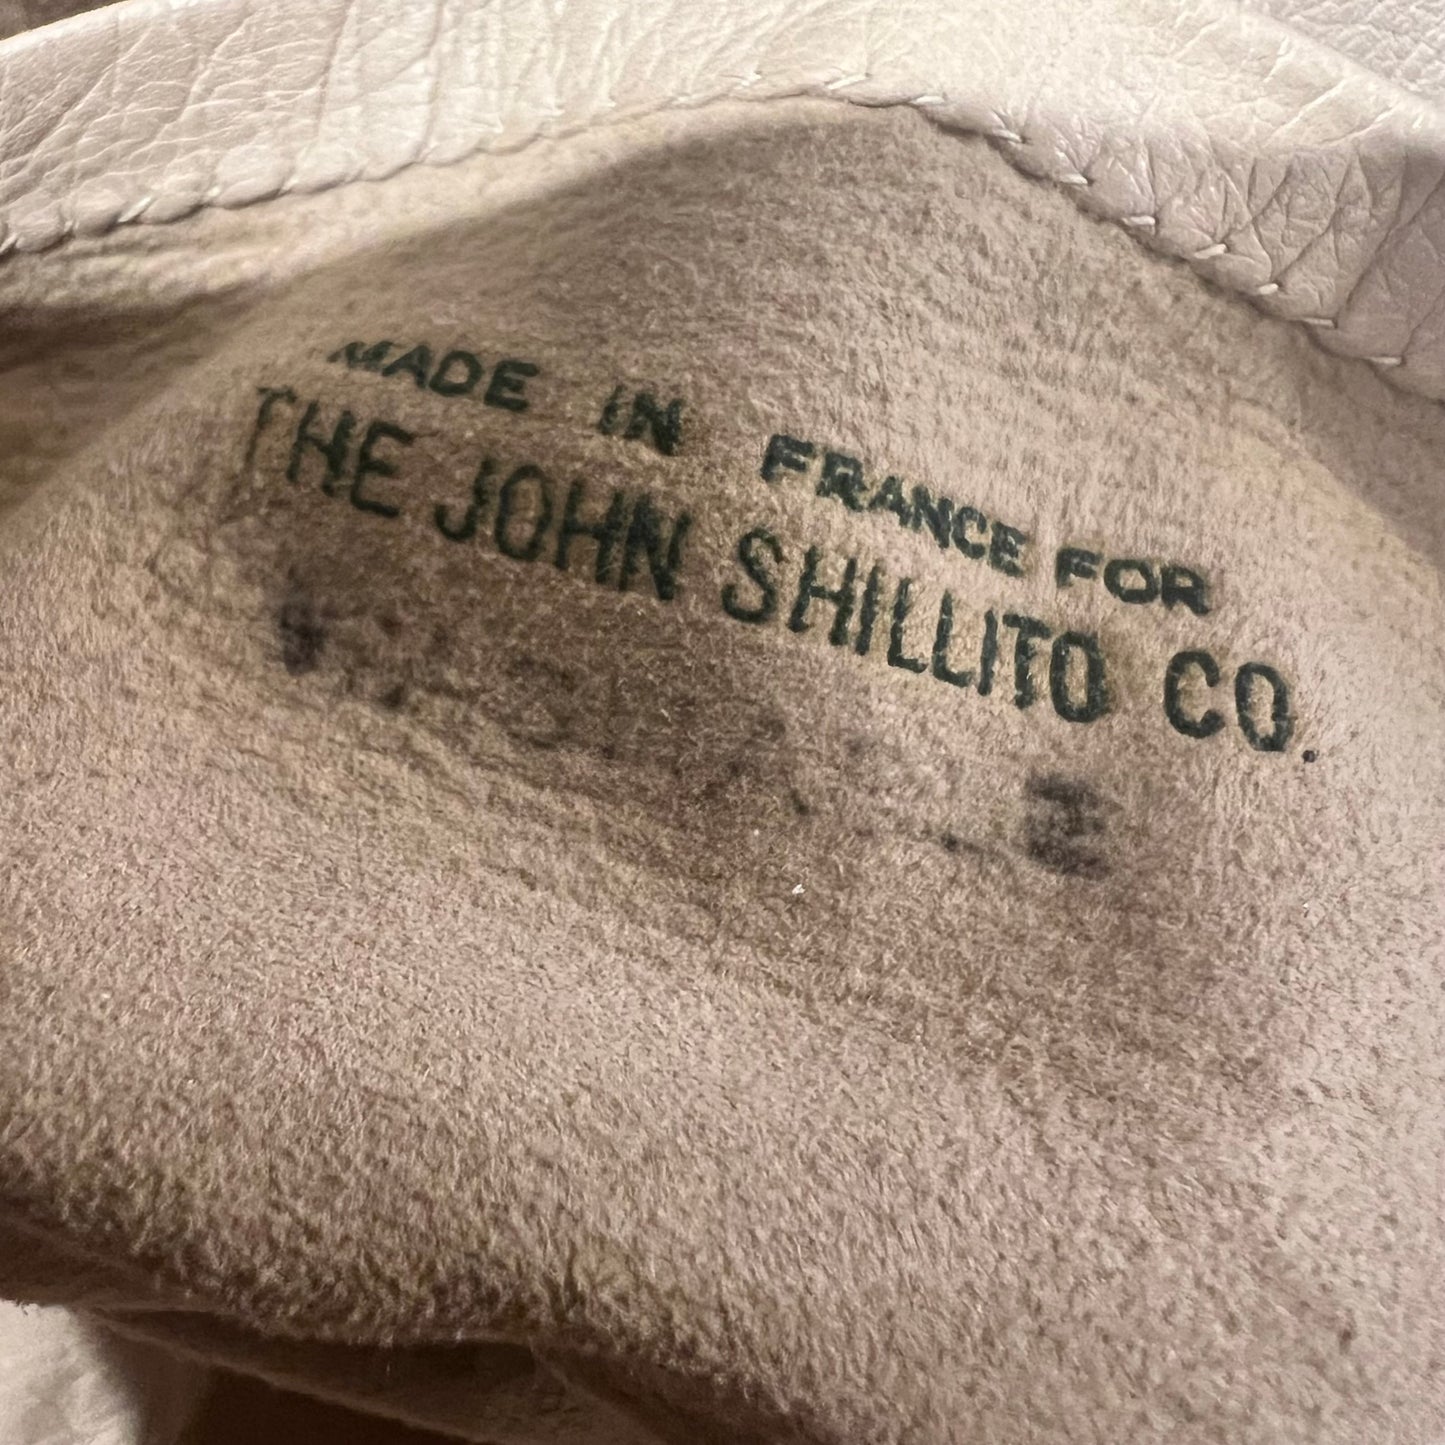 MADE IN FRANCE FOR
THE JOHN SHILLITO CO.